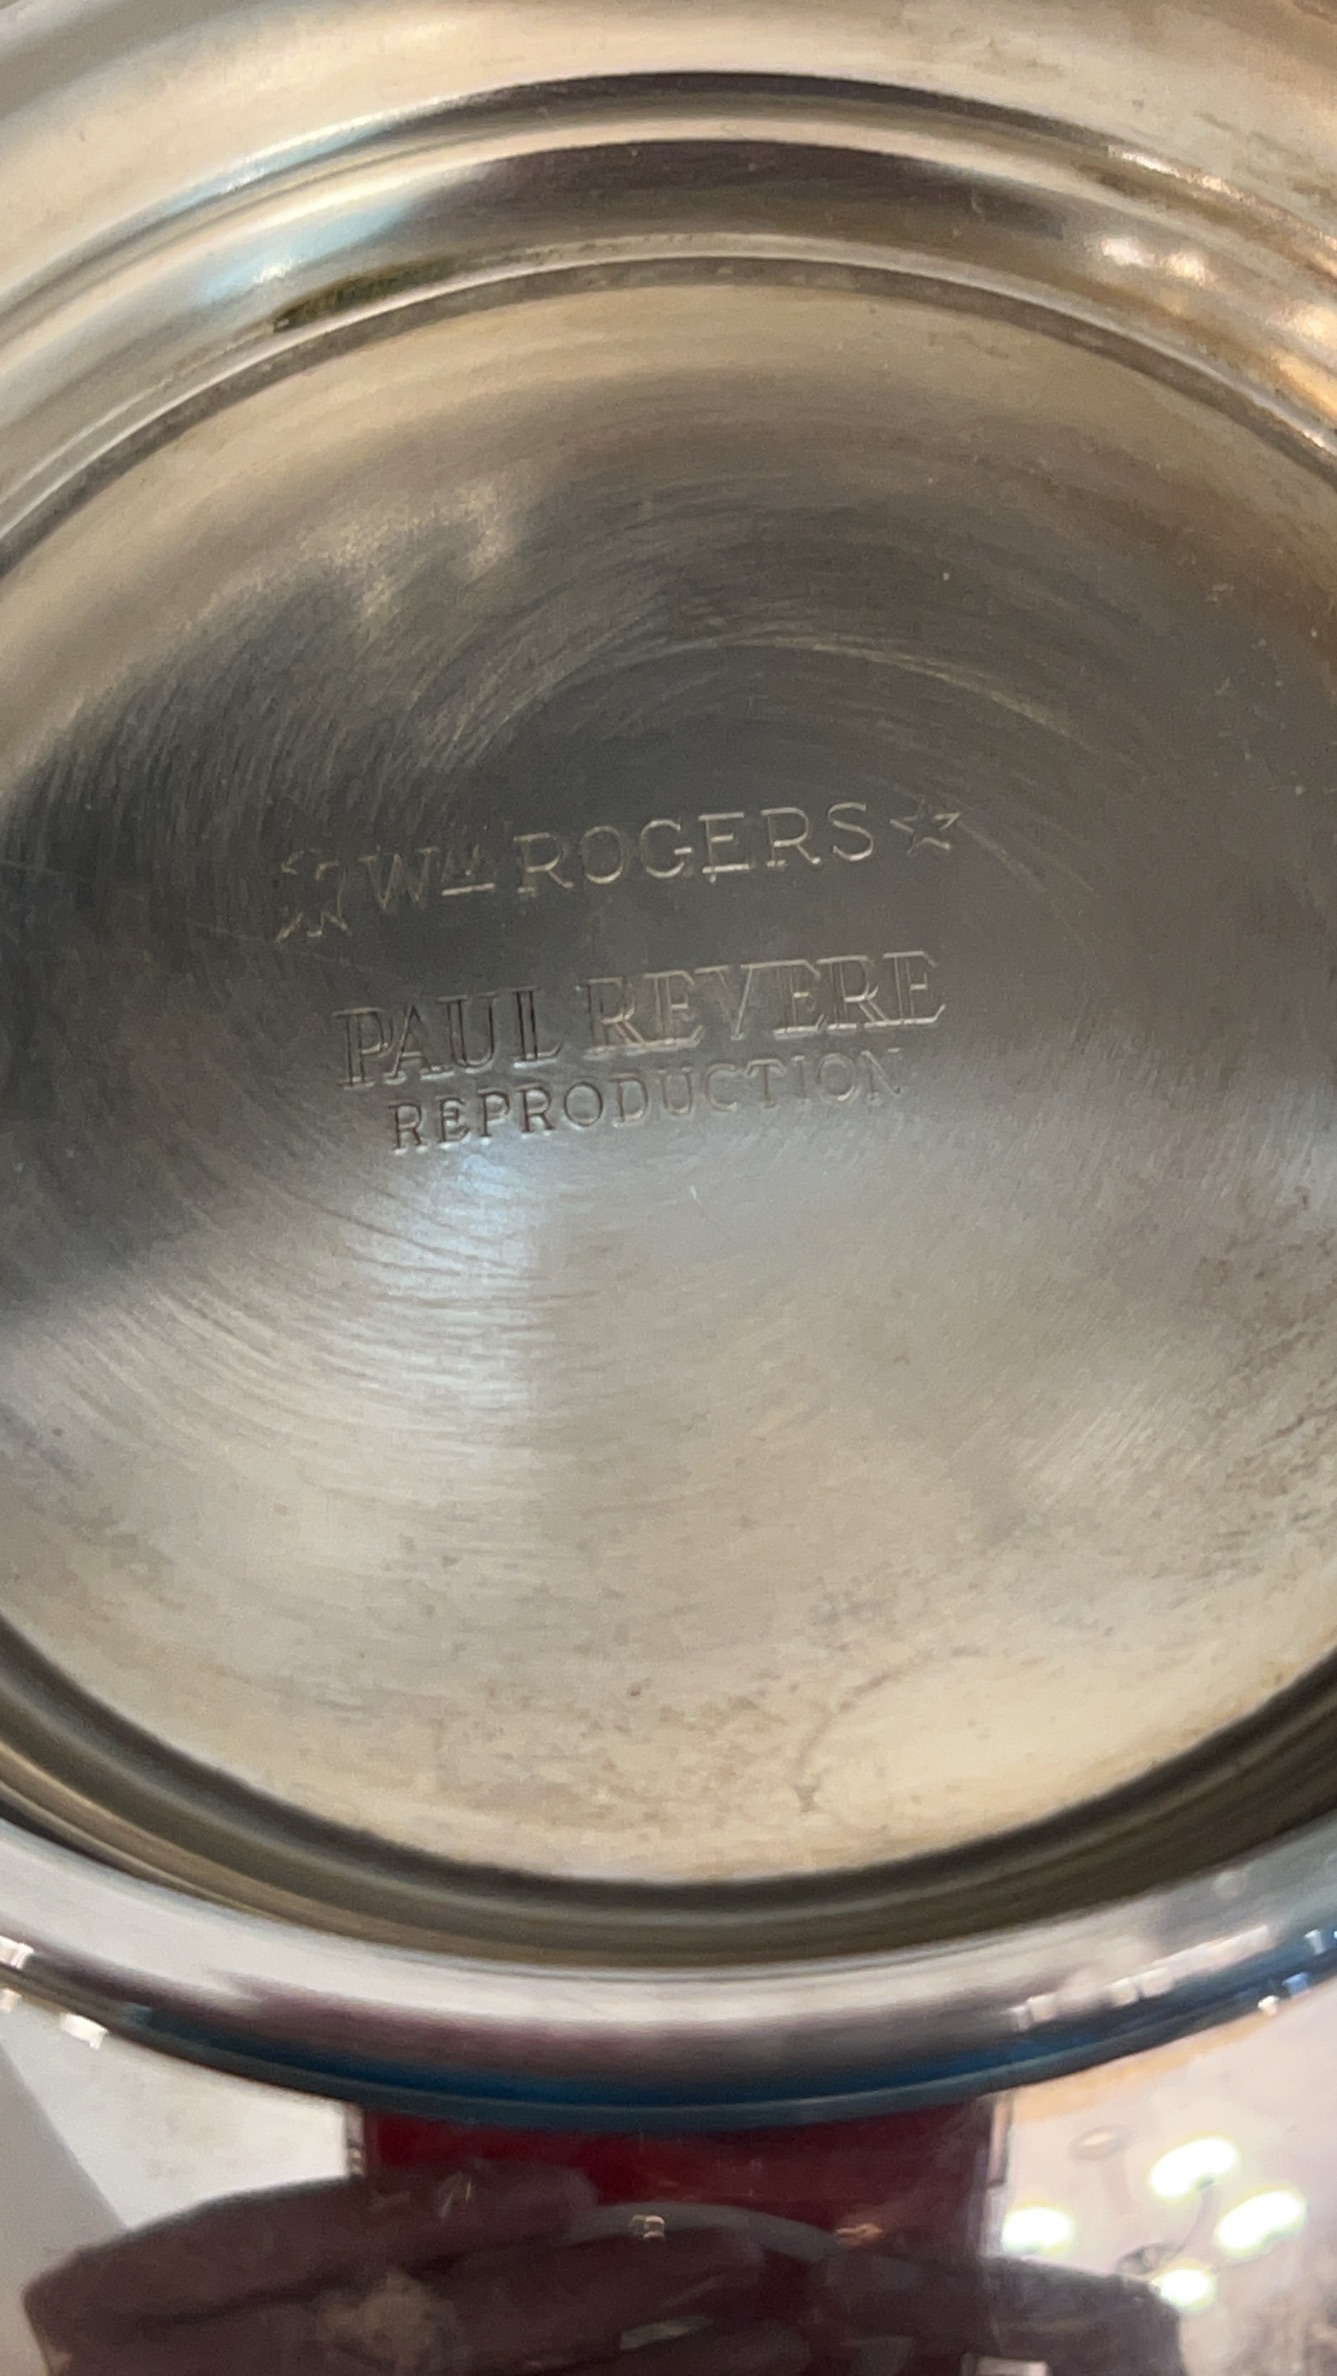 ☆ Wᴹ ROGERS ☆
PAUL REVERE
REPRODUCTION